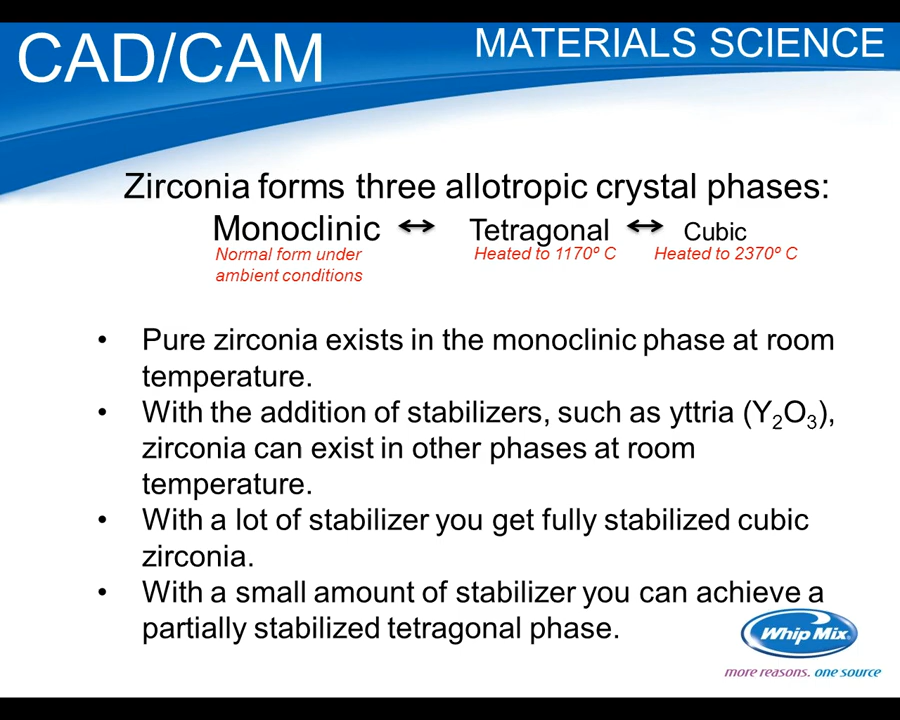 CAD/CAM
MATERIALS SCIENCE
Zirconia forms three allotropic crystal phases:
Monoclinic ↔ Tetragonal ↔ Cubic
Normal form under Heated to 1170º C Heated to 2370º C
ambient conditions
• Pure zirconia exists in the monoclinic phase at room
temperature.
• With the addition of stabilizers, such as yttria (Y₂O₃),
zirconia can exist in other phases at room
temperature.
• With a lot of stabilizer you get fully stabilized cubic
zirconia.
• With a small amount of stabilizer you can achieve a
partially stabilized tetragonal phase.
Whip Mix®
more reasons. one source